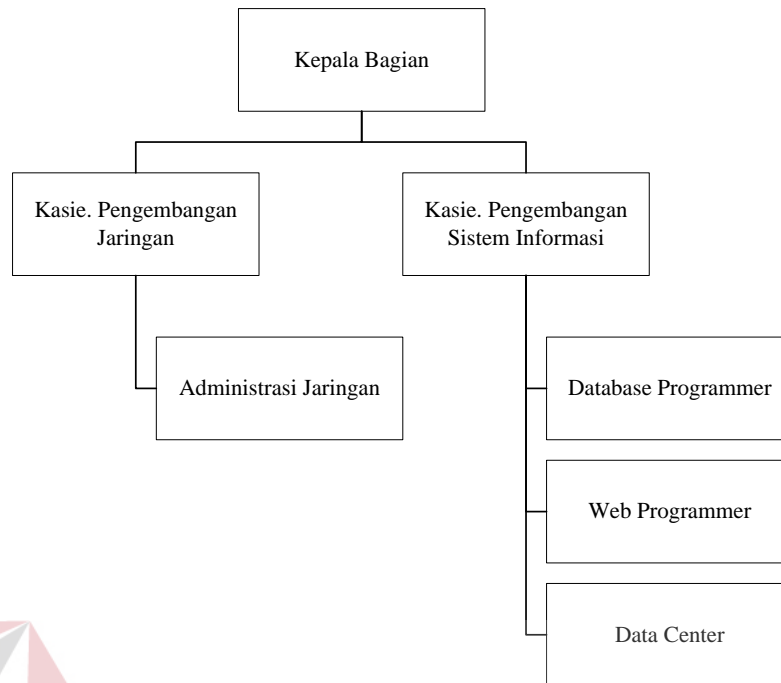 Kepala Bagian
Kasie. Pengembangan
Jaringan
Kasie. Pengembangan
Sistem Informasi
Administrasi Jaringan
Database Programmer
Web Programmer
Data Center